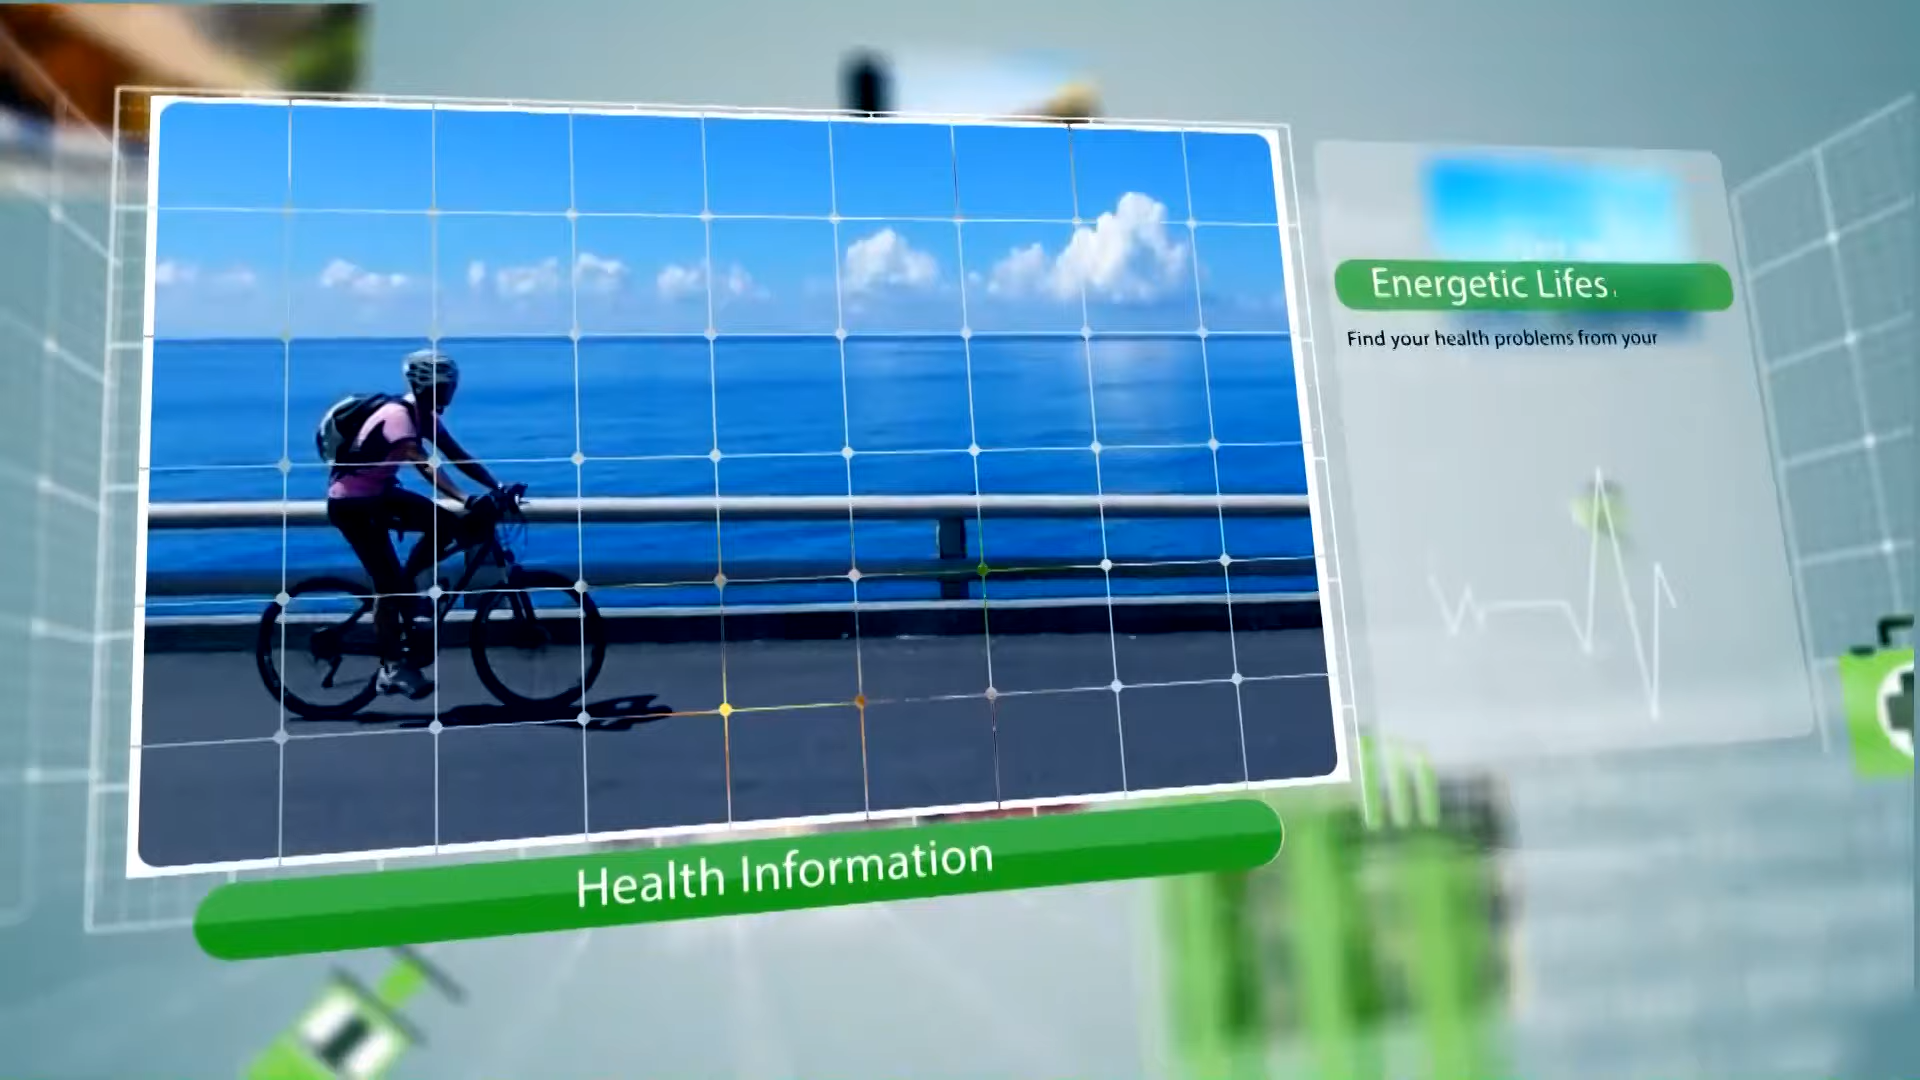 Energetic Lifes
Find your health problems from your
Health Information